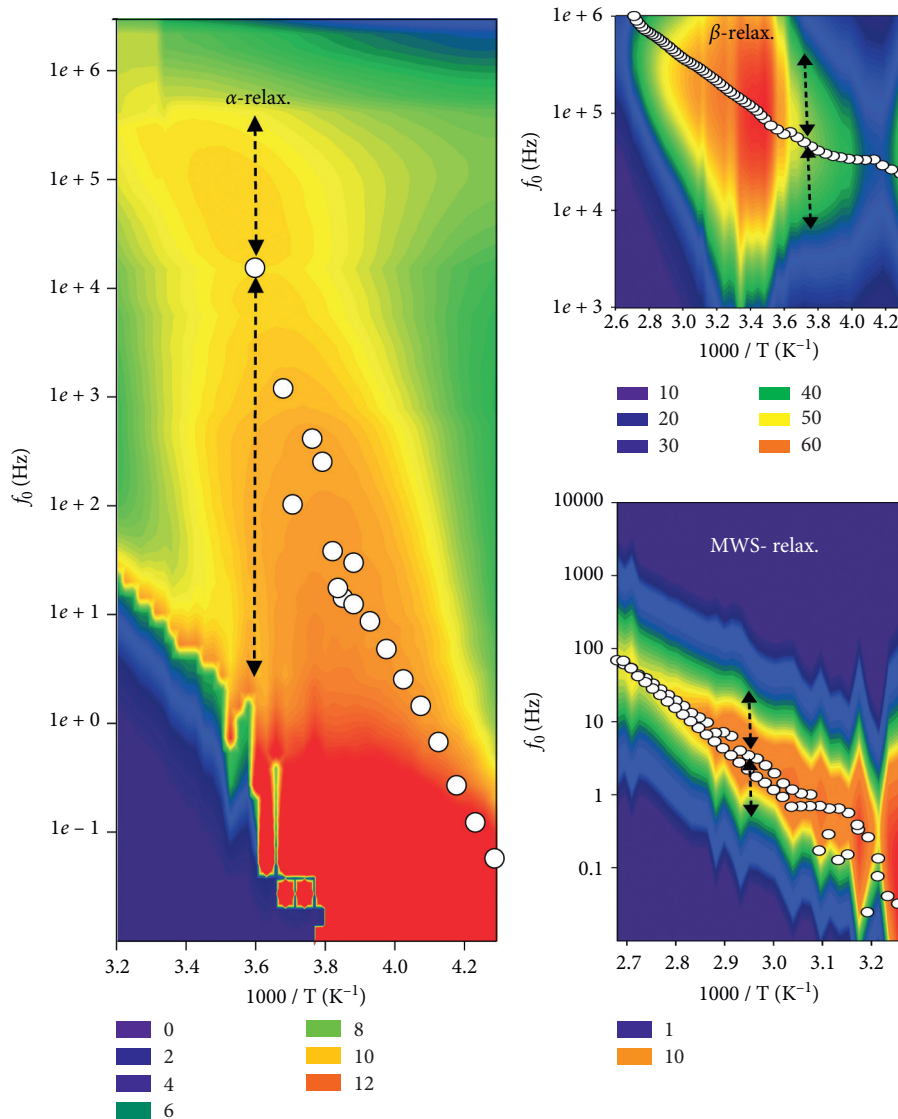 α-relax.
1e + 6
1e + 5
1e + 4
1e + 3
1e + 2
1e + 1
1e + 0
1e – 1
f0 (Hz)
3.2 3.4 3.6 3.8 4.0 4.2
1000 / T (K–1)
0 8
2 10
4 12
6
β-relax.
1e + 6
1e + 5
1e + 4
1e + 3
f0 (Hz)
2.6 2.8 3.0 3.2 3.4 3.6 3.8 4.0 4.2
1000 / T (K–1)
10 40
20 50
30 60
MWS- relax.
10000
1000
100
10
1
0.1
f0 (Hz)
2.7 2.8 2.9 3.0 3.1 3.2
1000 / T (K–1)
1
10